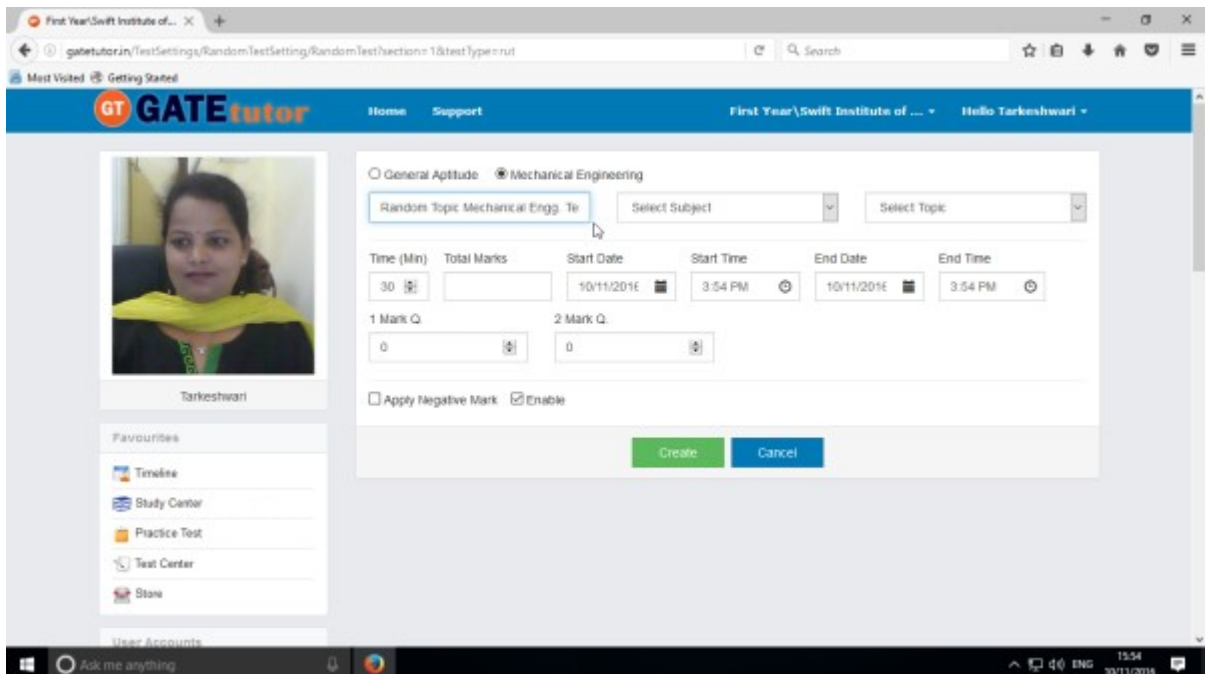 First Year\Swift Institute of...
gatetutor.in/TestSettings/RandomTestSetting/RandomTest?section=1&testType=rut
Search
Most Visited Getting Started
GT GATEtutor Home Support First Year\Swift Institute of .... Hello Tarkeshwari
General Aptitude Mechanical Engineering
Random Topic Mechanical Engg. Te Select Subject Select Topic
Time (Min) Total Marks Start Date Start Time End Date End Time
30 10/11/2016 3:54 PM 10/11/2016 3:54 PM
1 Mark Q. 2 Mark Q.
0 0
Apply Negative Mark Enable
Create Cancel
Tarkeshwari
Favourites
Timeline
Study Center
Practice Test
Test Center
Store
User Accounts
Ask me anything ENG 15:54
10/11/2016